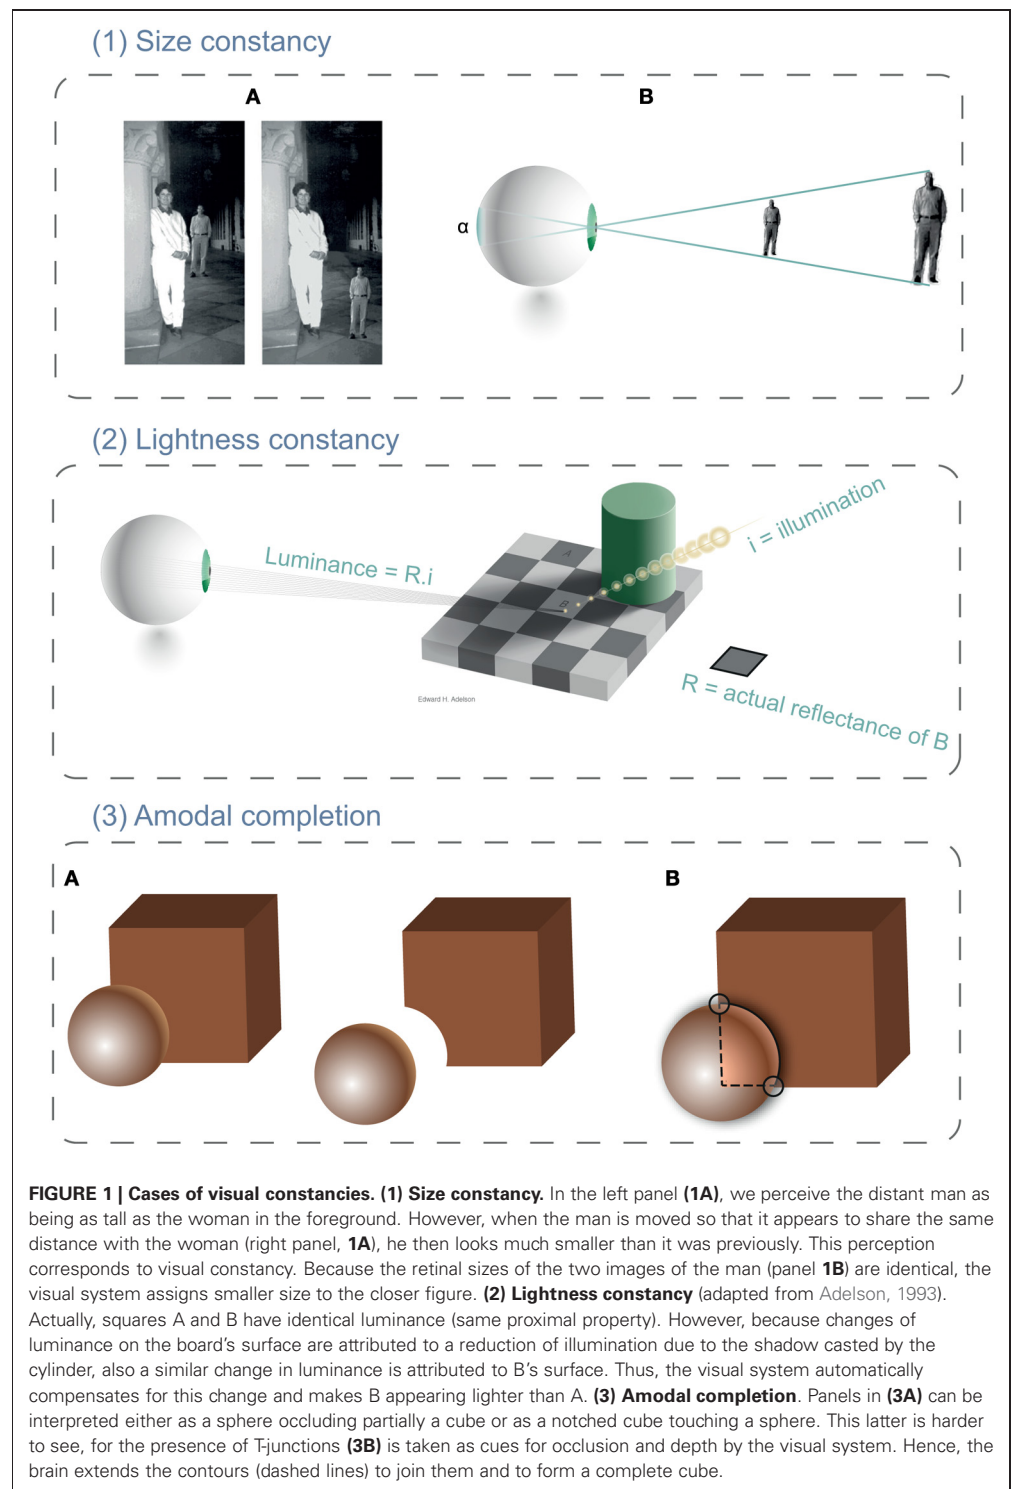 (1) Size constancy
A
B
α
(2) Lightness constancy
Luminance = R.i
i = illumination
A
B
R = actual reflectance of B
Edward H. Adelson
(3) Amodal completion
A
B
FIGURE 1 | Cases of visual constancies. (1) Size constancy. In the left panel (1A), we perceive the distant man as
being as tall as the woman in the foreground. However, when the man is moved so that it appears to share the same
distance with the woman (right panel, 1A), he then looks much smaller than it was previously. This perception
corresponds to visual constancy. Because the retinal sizes of the two images of the man (panel 1B) are identical, the
visual system assigns smaller size to the closer figure. (2) Lightness constancy (adapted from Adelson, 1993).
Actually, squares A and B have identical luminance (same proximal property). However, because changes of
luminance on the board's surface are attributed to a reduction of illumination due to the shadow casted by the
cylinder, also a similar change in luminance is attributed to B's surface. Thus, the visual system automatically
compensates for this change and makes B appearing lighter than A. (3) Amodal completion. Panels in (3A) can be
interpreted either as a sphere occluding partially a cube or as a notched cube touching a sphere. This latter is harder
to see, for the presence of T-junctions (3B) is taken as cues for occlusion and depth by the visual system. Hence, the
brain extends the contours (dashed lines) to join them and to form a complete cube.